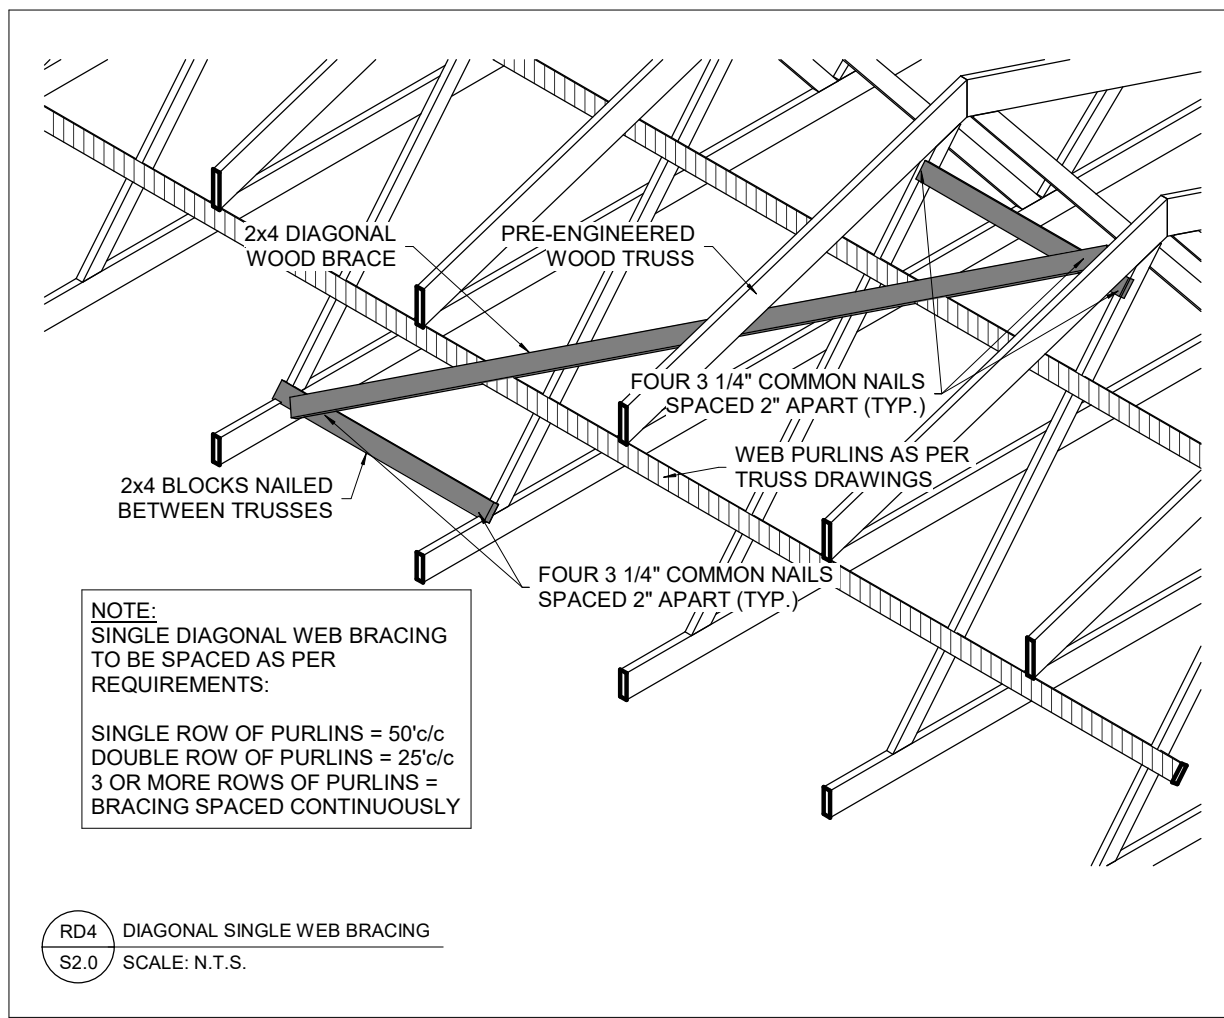 2x4 DIAGONAL
WOOD BRACE
PRE-ENGINEERED
WOOD TRUSS
FOUR 3 1/4" COMMON NAILS
SPACED 2" APART (TYP.)
WEB PURLINS AS PER
TRUSS DRAWINGS
2x4 BLOCKS NAILED
BETWEEN TRUSSES
FOUR 3 1/4" COMMON NAILS
SPACED 2" APART (TYP.)
NOTE:
SINGLE DIAGONAL WEB BRACING
TO BE SPACED AS PER
REQUIREMENTS:
SINGLE ROW OF PURLINS = 50'c/c
DOUBLE ROW OF PURLINS = 25'c/c
3 OR MORE ROWS OF PURLINS =
BRACING SPACED CONTINUOUSLY
RD4
DIAGONAL SINGLE WEB BRACING
S2.0
SCALE: N.T.S.